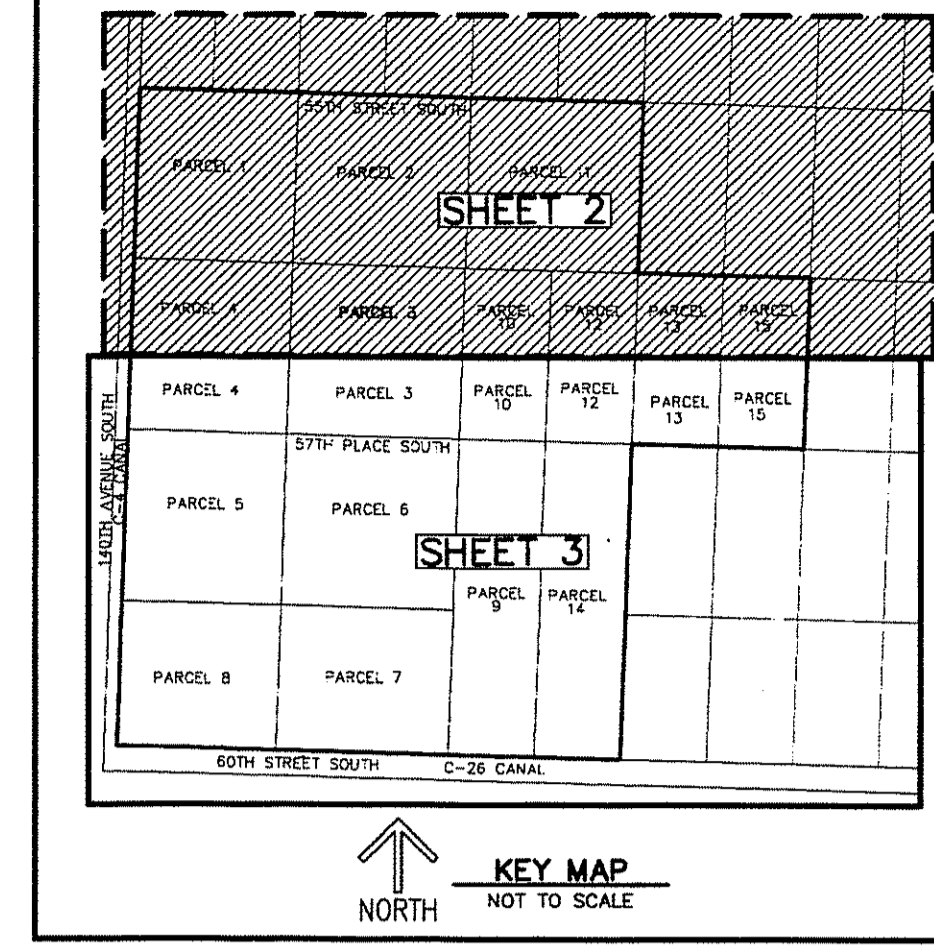 55TH STREET SOUTH
PARCEL 1
PARCEL 2
PARCEL 11
SHEET 2
PARCEL 4
PARCEL 3
PARCEL
10
PARCEL
12
PARCEL
13
PARCEL
15
PARCEL 4
PARCEL 3
PARCEL
10
PARCEL
12
PARCEL
13
PARCEL
15
140TH AVENUE SOUTH
C-4 CANAL
57TH PLACE SOUTH
PARCEL 5
PARCEL 6
SHEET 3
PARCEL
9
PARCEL
14
PARCEL 8
PARCEL 7
60TH STREET SOUTH
C-26 CANAL
NORTH
KEY MAP
NOT TO SCALE